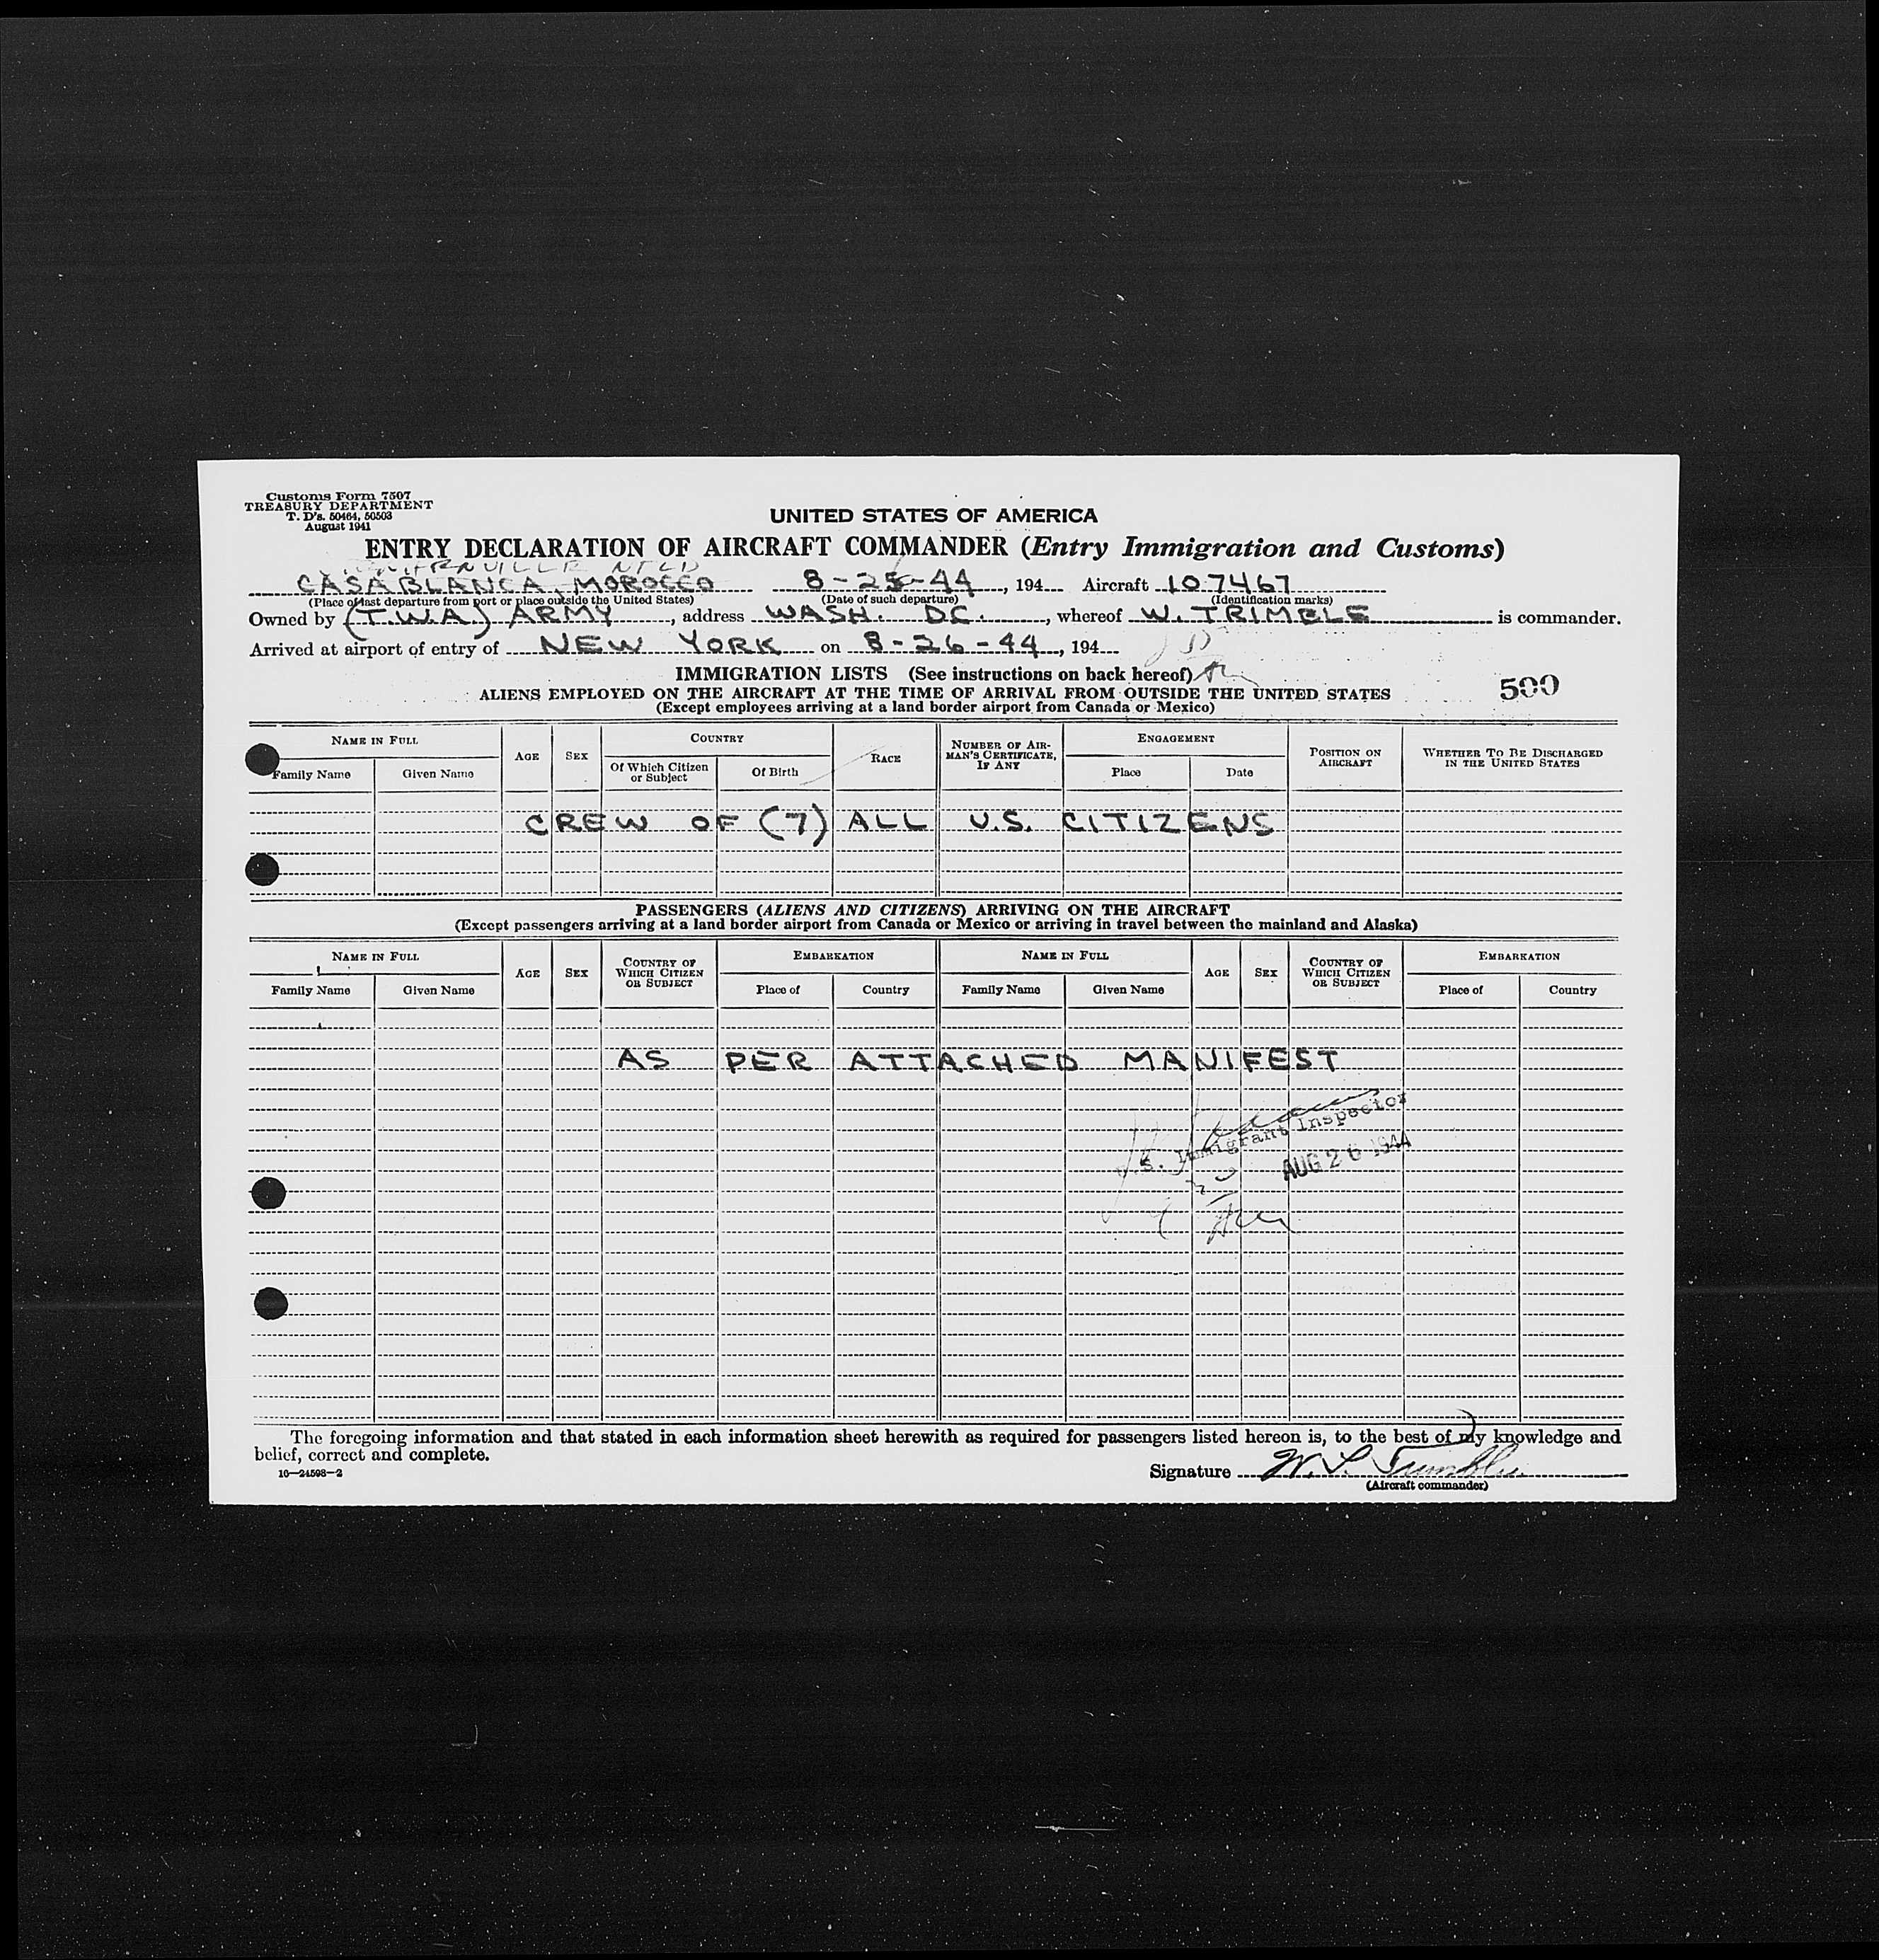 Customs Form 7507
TREASURY DEPARTMENT
T. D's. 50464, 50503
August 1941
UNITED STATES OF AMERICA
ENTRY DECLARATION OF AIRCRAFT COMMANDER (Entry Immigration and Customs)
NFLD
CASABLANCA, MOROCCO 8-25-44, 194 Aircraft 107467
(Place of last departure from port or place outside the United States) (Date of such departure) (Identification marks)
Owned by (T.W.A.) ARMY, address WASH. DC., whereof W. TRIMBLE is commander.
Arrived at airport of entry of NEW YORK on 8-26-44, 194
IMMIGRATION LISTS (See instructions on back hereof)
500
ALIENS EMPLOYED ON THE AIRCRAFT AT THE TIME OF ARRIVAL FROM OUTSIDE THE UNITED STATES
(Except employees arriving at a land border airport from Canada or Mexico)
NAME IN FULL AGE SEX COUNTRY RACE NUMBER OF AIRMAN'S CERTIFICATE, IF ANY ENGAGEMENT POSITION ON AIRCRAFT WHETHER TO BE DISCHARGED IN THE UNITED STATES
Family Name Given Name Of Which Citizen or Subject Of Birth Place Date
CREW OF (7) ALL U.S. CITIZENS
PASSENGERS (ALIENS AND CITIZENS) ARRIVING ON THE AIRCRAFT
(Except passengers arriving at a land border airport from Canada or Mexico or arriving in travel between the mainland and Alaska)
NAME IN FULL AGE SEX COUNTRY OF WHICH CITIZEN OR SUBJECT EMBARKATION NAME IN FULL AGE SEX COUNTRY OF WHICH CITIZEN OR SUBJECT EMBARKATION
Family Name Given Name Place of Country Family Name Given Name Place of Country
AS PER ATTACHED MANIFEST
U.S. Immigrant Inspector
AUG 26 1944
The foregoing information and that stated in each information sheet herewith as required for passengers listed hereon is, to the best of my knowledge and
belief, correct and complete.
16—24598-2
Signature W. L. Trimble
(Aircraft commander)